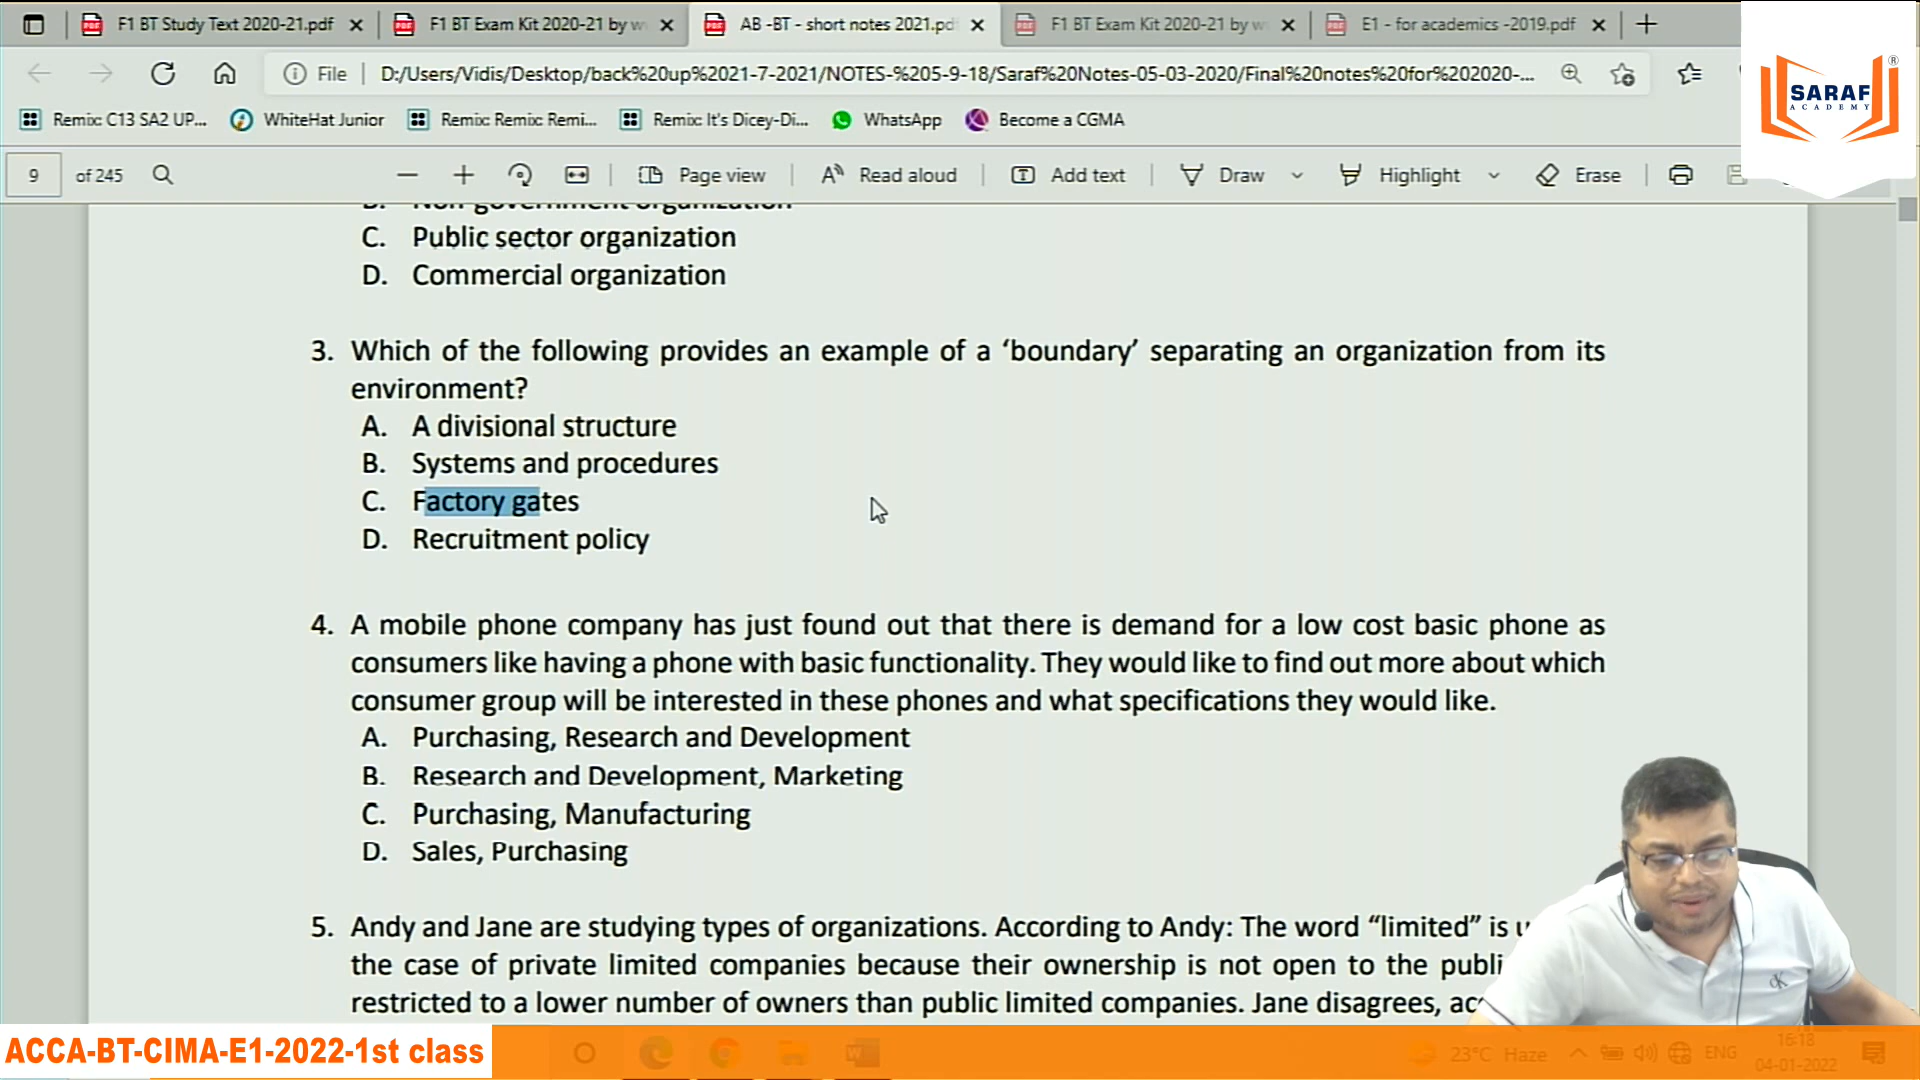 F1 BT Study Text 2020-21.pdf
F1 BT Exam Kit 2020-21 by w
AB -BT - short notes 2021.pd
F1 BT Exam Kit 2020-21 by w
E1 - for academics -2019.pdf
File
D:/Users/Vidis/Desktop/back%20up%2021-7-2021/NOTES-%205-9-18/Saraf%20Notes-05-03-2020/Final%20notes%20for%202020-...
SARAF
ACADEMY
®
Remix: C13 SA2 UP...
WhiteHat Junior
Remix: Remix: Remi...
Remix: It's Dicey-Di...
WhatsApp
Become a CGMA
9 of 245
Page view
Read aloud
Add text
Draw
Highlight
Erase
B. Non-government organization
C. Public sector organization
D. Commercial organization
3. Which of the following provides an example of a ‘boundary’ separating an organization from its
environment?
A. A divisional structure
B. Systems and procedures
C. Factory gates
D. Recruitment policy
4. A mobile phone company has just found out that there is demand for a low cost basic phone as
consumers like having a phone with basic functionality. They would like to find out more about which
consumer group will be interested in these phones and what specifications they would like.
A. Purchasing, Research and Development
B. Research and Development, Marketing
C. Purchasing, Manufacturing
D. Sales, Purchasing
5. Andy and Jane are studying types of organizations. According to Andy: The word “limited” is
the case of private limited companies because their ownership is not open to the publi
restricted to a lower number of owners than public limited companies. Jane disagrees,
CK
ACCA-BT-CIMA-E1-2022-1st class
23°C Haze
ENG
16:18
04-01-2022